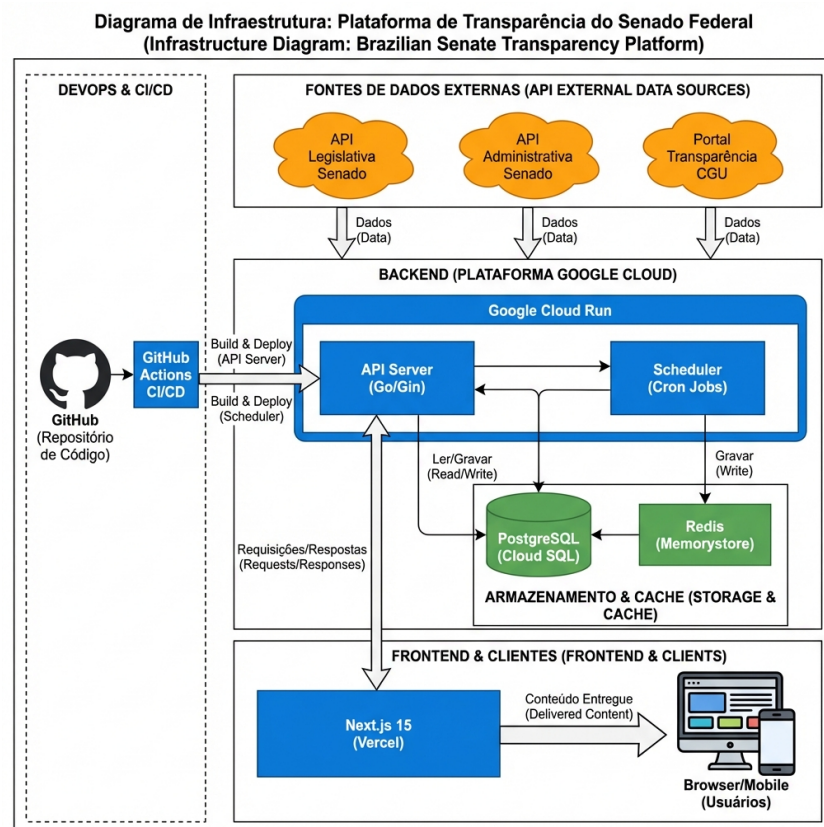 Diagrama de Infraestrutura: Plataforma de Transparência do Senado Federal
(Infrastructure Diagram: Brazilian Senate Transparency Platform)
DEVOPS & CI/CD
FONTES DE DADOS EXTERNAS (API EXTERNAL DATA SOURCES)
API
Legislativa
Senado
API
Administrativa
Senado
Portal
Transparência
CGU
Dados
(Data)
Dados
(Data)
Dados
(Data)
BACKEND (PLATAFORMA GOOGLE CLOUD)
Google Cloud Run
GitHub
(Repositório
de Código)
GitHub
Actions
CI/CD
Build & Deploy
(API Server)
Build & Deploy
(Scheduler)
API Server
(Go/Gin)
Scheduler
(Cron Jobs)
Ler/Gravar
(Read/Write)
Gravar
(Write)
PostgreSQL
(Cloud SQL)
Redis
(Memorystore)
ARMAZENAMENTO & CACHE (STORAGE &
CACHE)
Requisições/Respostas
(Requests/Responses)
FRONTEND & CLIENTES (FRONTEND & CLIENTS)
Next.js 15
(Vercel)
Conteúdo Entregue
(Delivered Content)
Browser/Mobile
(Usuários)